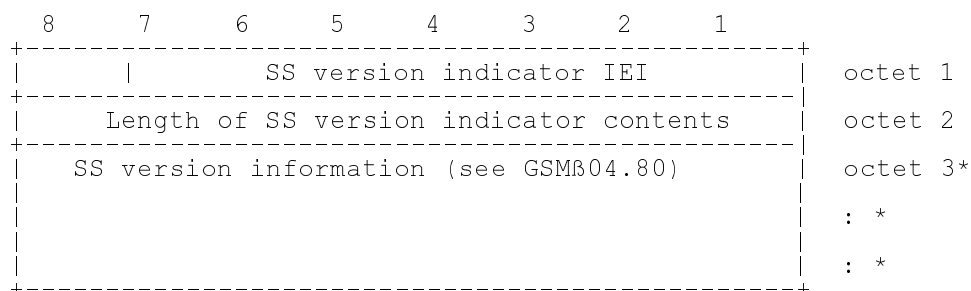 8 7 6 5 4 3 2 1
SS version indicator IEI octet 1
Length of SS version indicator contents octet 2
SS version information (see GSMß04.80) octet 3*
: *
: *